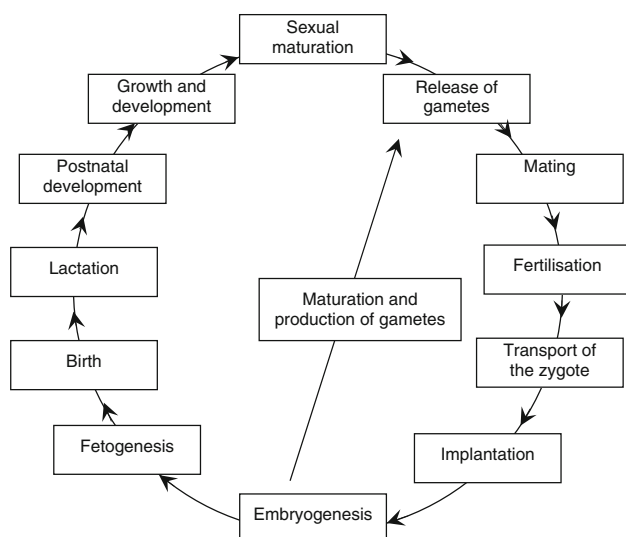 Sexual
maturation
Release of
gametes
Mating
Fertilisation
Transport of
the zygote
Implantation
Embryogenesis
Fetogenesis
Birth
Lactation
Postnatal
development
Growth and
development
Maturation and
production of gametes